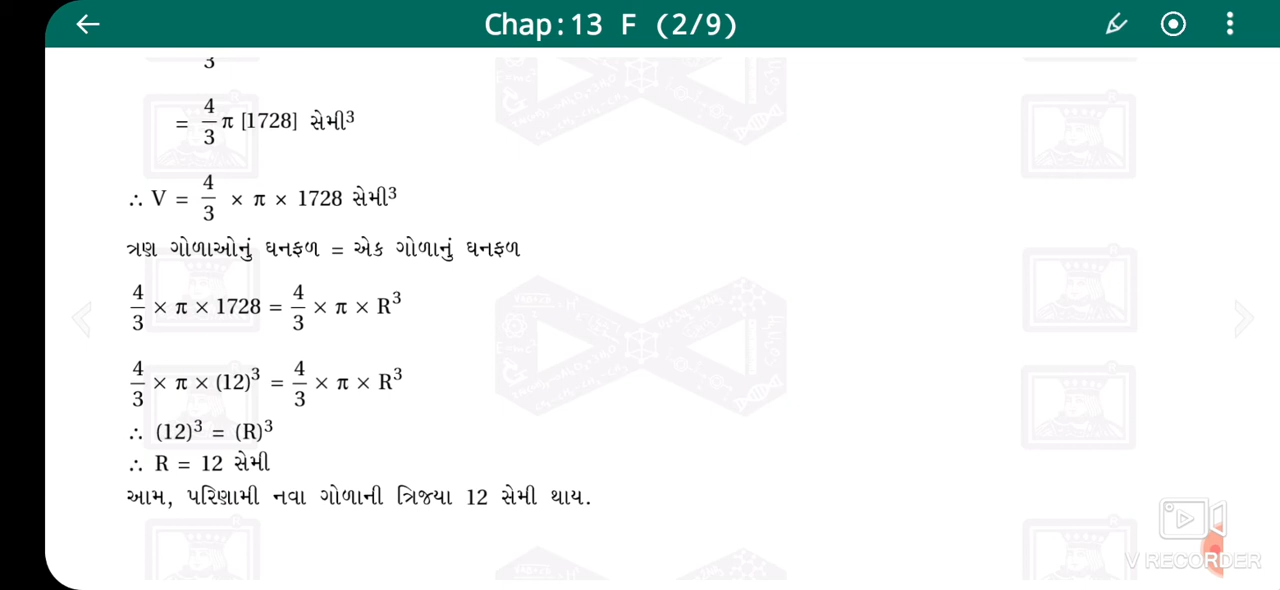 Chap:13 F (2/9)
3
= 4/3 π [1728] સેમી³
∴ V = 4/3 × π × 1728 સેમી³
ત્રણ ગોળાઓનું ઘનફળ = એક ગોળાનું ઘનફળ
4/3 × π × 1728 = 4/3 × π × R³
4/3 × π × (12)³ = 4/3 × π × R³
∴ (12)³ = (R)³
∴ R = 12 સેમી
આમ, પરિણામી નવા ગોળાની ત્રિજ્યા 12 સેમી થાય.
V RECORDER